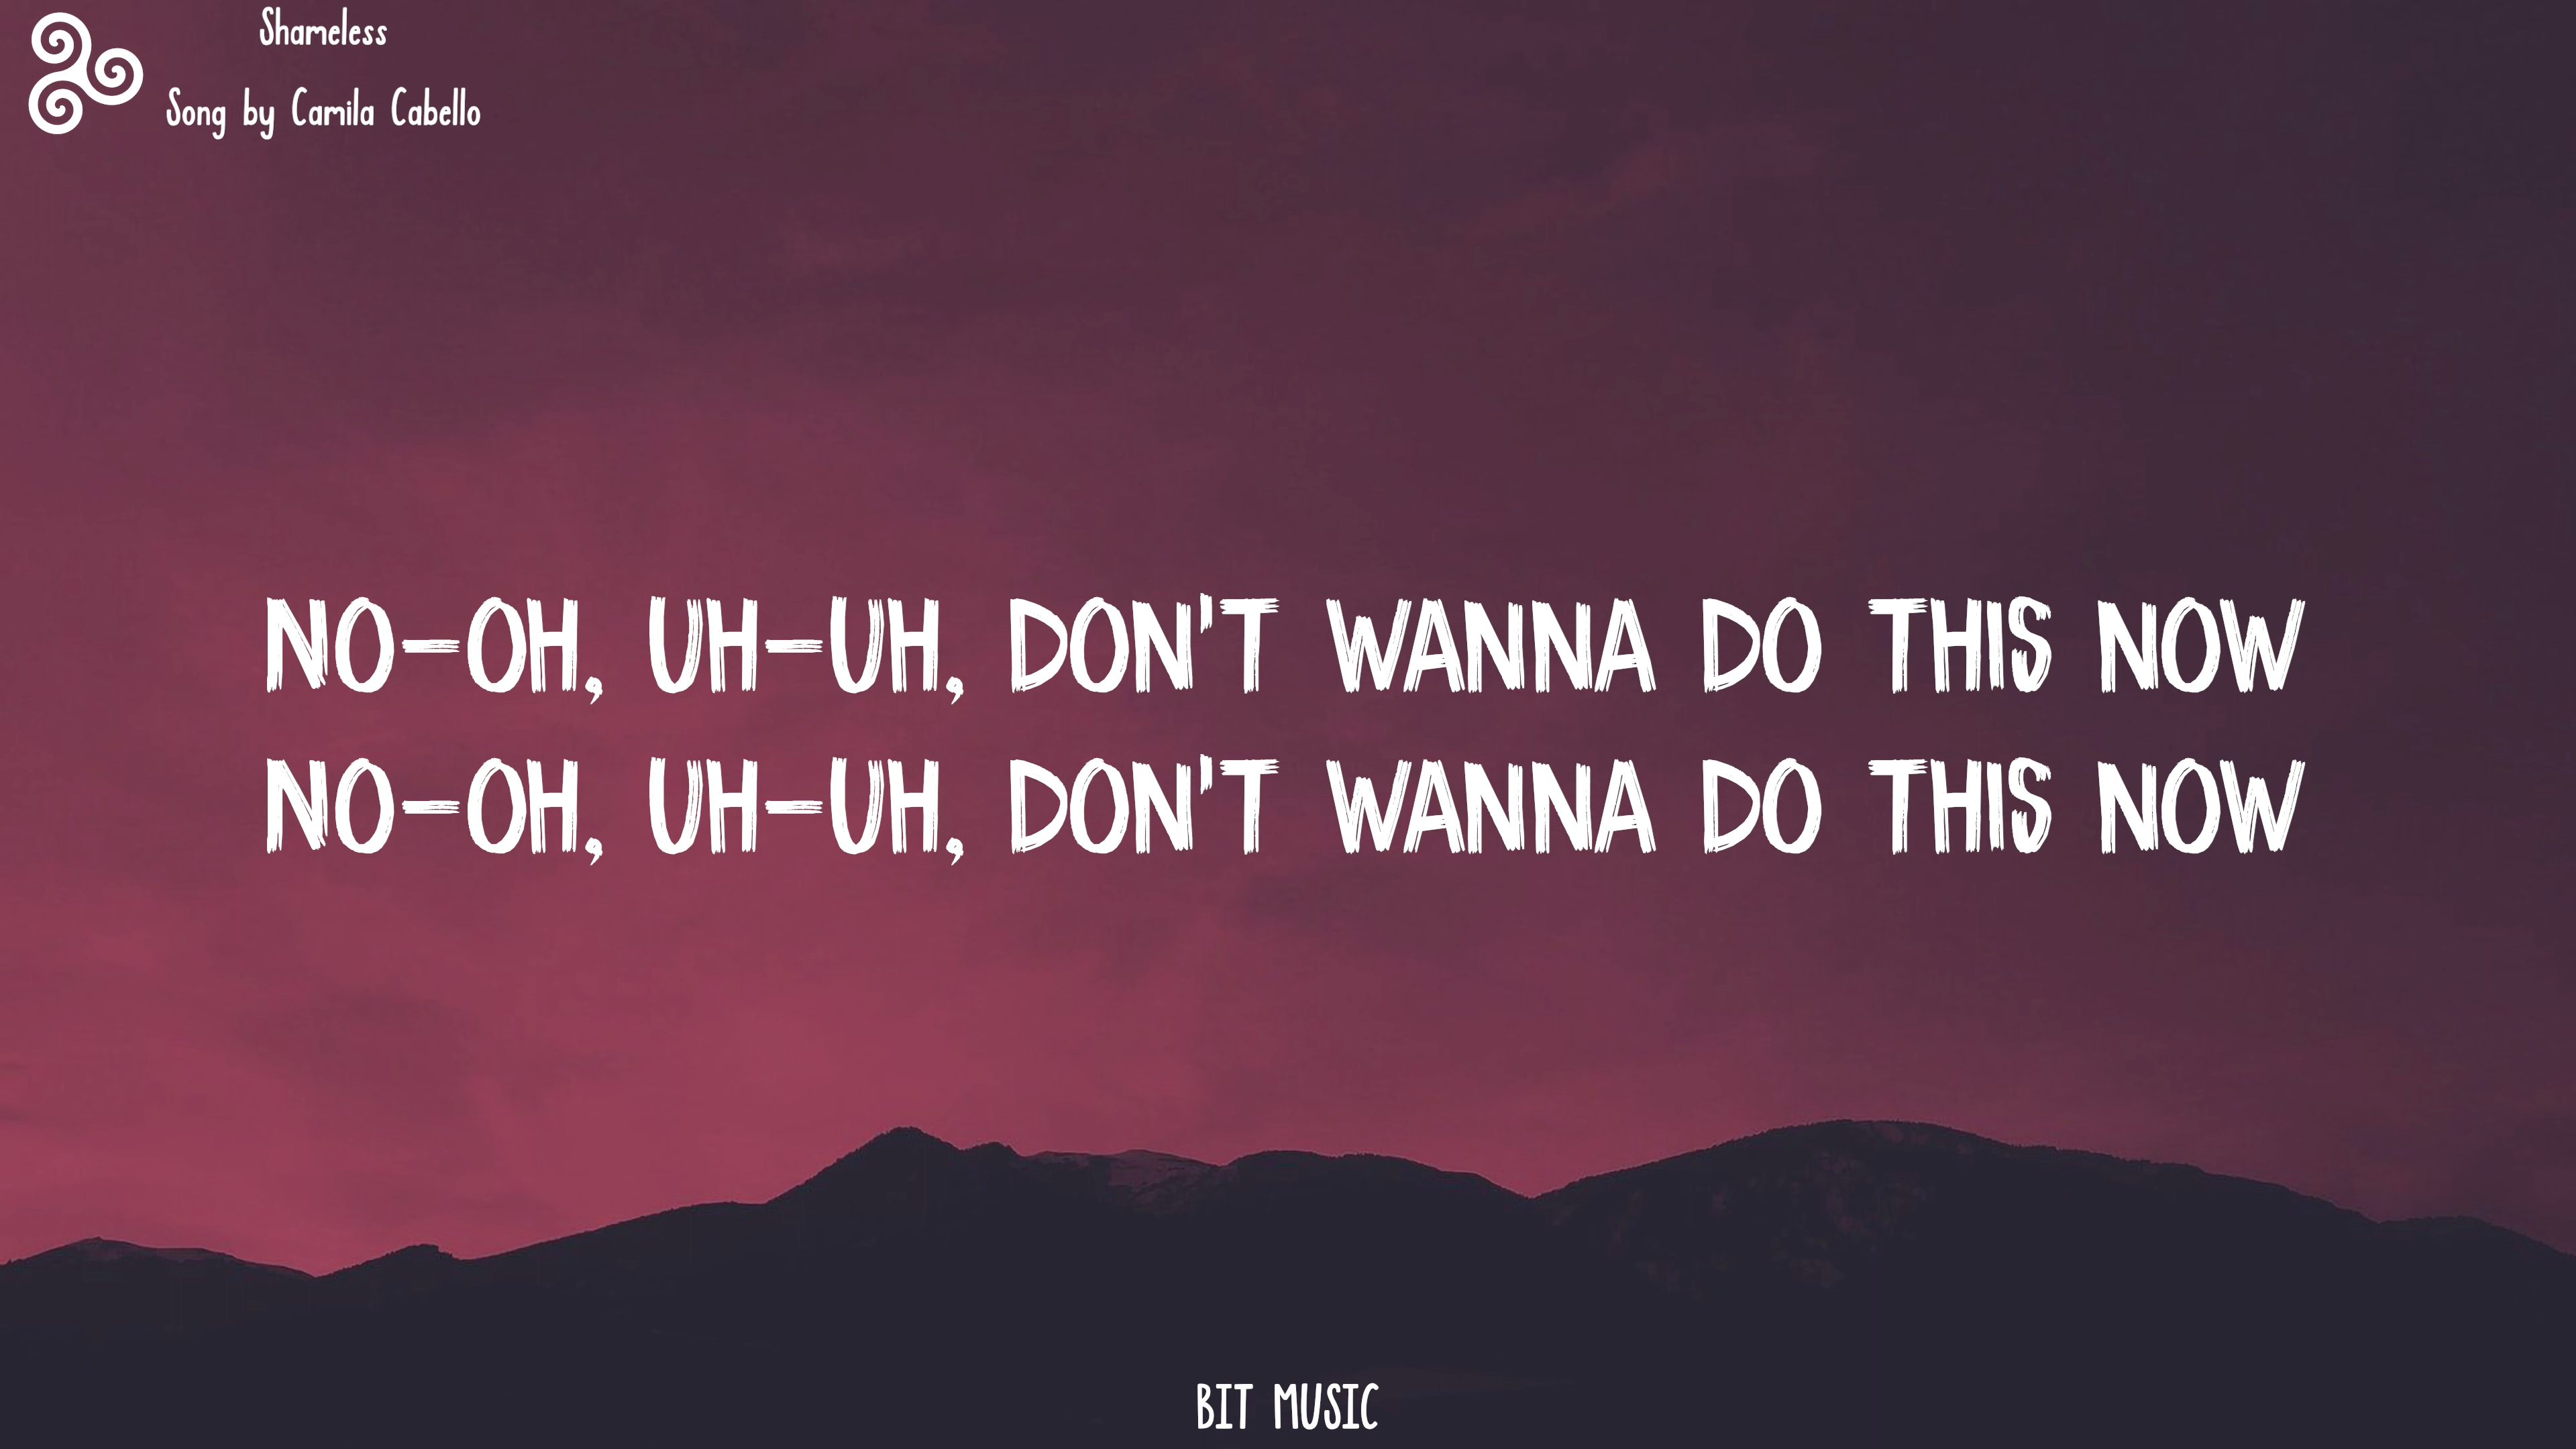 Shameless
Song by Camila Cabello
NO-OH, UH-UH, DON'T WANNA DO THIS NOW
NO-OH, UH-UH, DON'T WANNA DO THIS NOW
BIT MUSIC